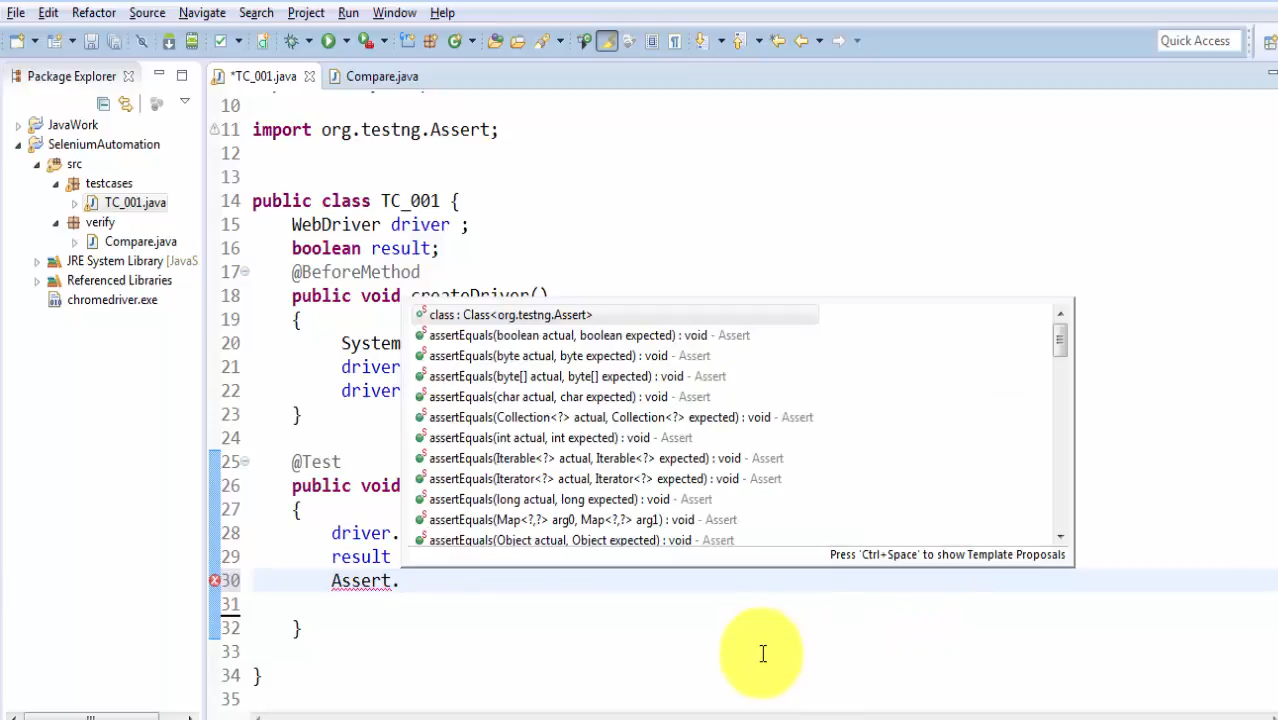 File Edit Refactor Source Navigate Search Project Run Window Help
Quick Access
Package Explorer
*TC_001.java
Compare.java
JavaWork
SeleniumAutomation
src
testcases
TC_001.java
verify
Compare.java
JRE System Library [JavaS
Referenced Libraries
chromedriver.exe
10
11 import org.testng.Assert;
12
13
14 public class TC_001 {
15 WebDriver driver ;
16 boolean result;
17 @BeforeMethod
18 public void createDriver()
19 {
20 System
21 driver
22 driver
23 }
24
25 @Test
26 public void
27 {
28 driver.
29 result
30 Assert.
31
32 }
33
34 }
35
class : Class<org.testng.Assert>
assertEquals(boolean actual, boolean expected) : void - Assert
assertEquals(byte actual, byte expected) : void - Assert
assertEquals(byte[] actual, byte[] expected) : void - Assert
assertEquals(char actual, char expected) : void - Assert
assertEquals(Collection<?> actual, Collection<?> expected) : void - Assert
assertEquals(int actual, int expected) : void - Assert
assertEquals(Iterable<?> actual, Iterable<?> expected) : void - Assert
assertEquals(Iterator<?> actual, Iterator<?> expected) : void - Assert
assertEquals(long actual, long expected) : void - Assert
assertEquals(Map<?,?> arg0, Map<?,?> arg1) : void - Assert
assertEquals(Object actual, Object expected) : void - Assert
Press 'Ctrl+Space' to show Template Proposals